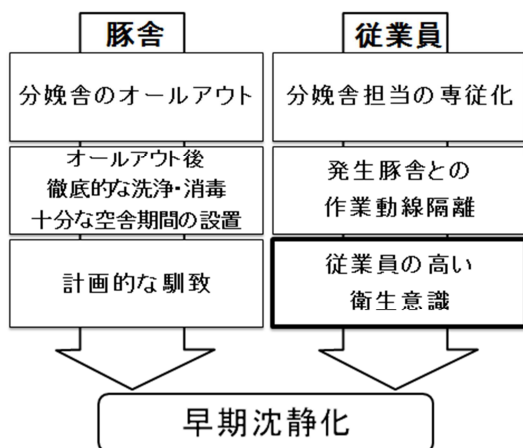 豚舎
分娩舎のオールアウト
オールアウト後
徹底的な洗浄・消毒
十分な空舎期間の設置
計画的な馴致
従業員
分娩舎担当の専従化
発生豚舎との
作業動線隔離
従業員の高い
衛生意識
早期沈静化